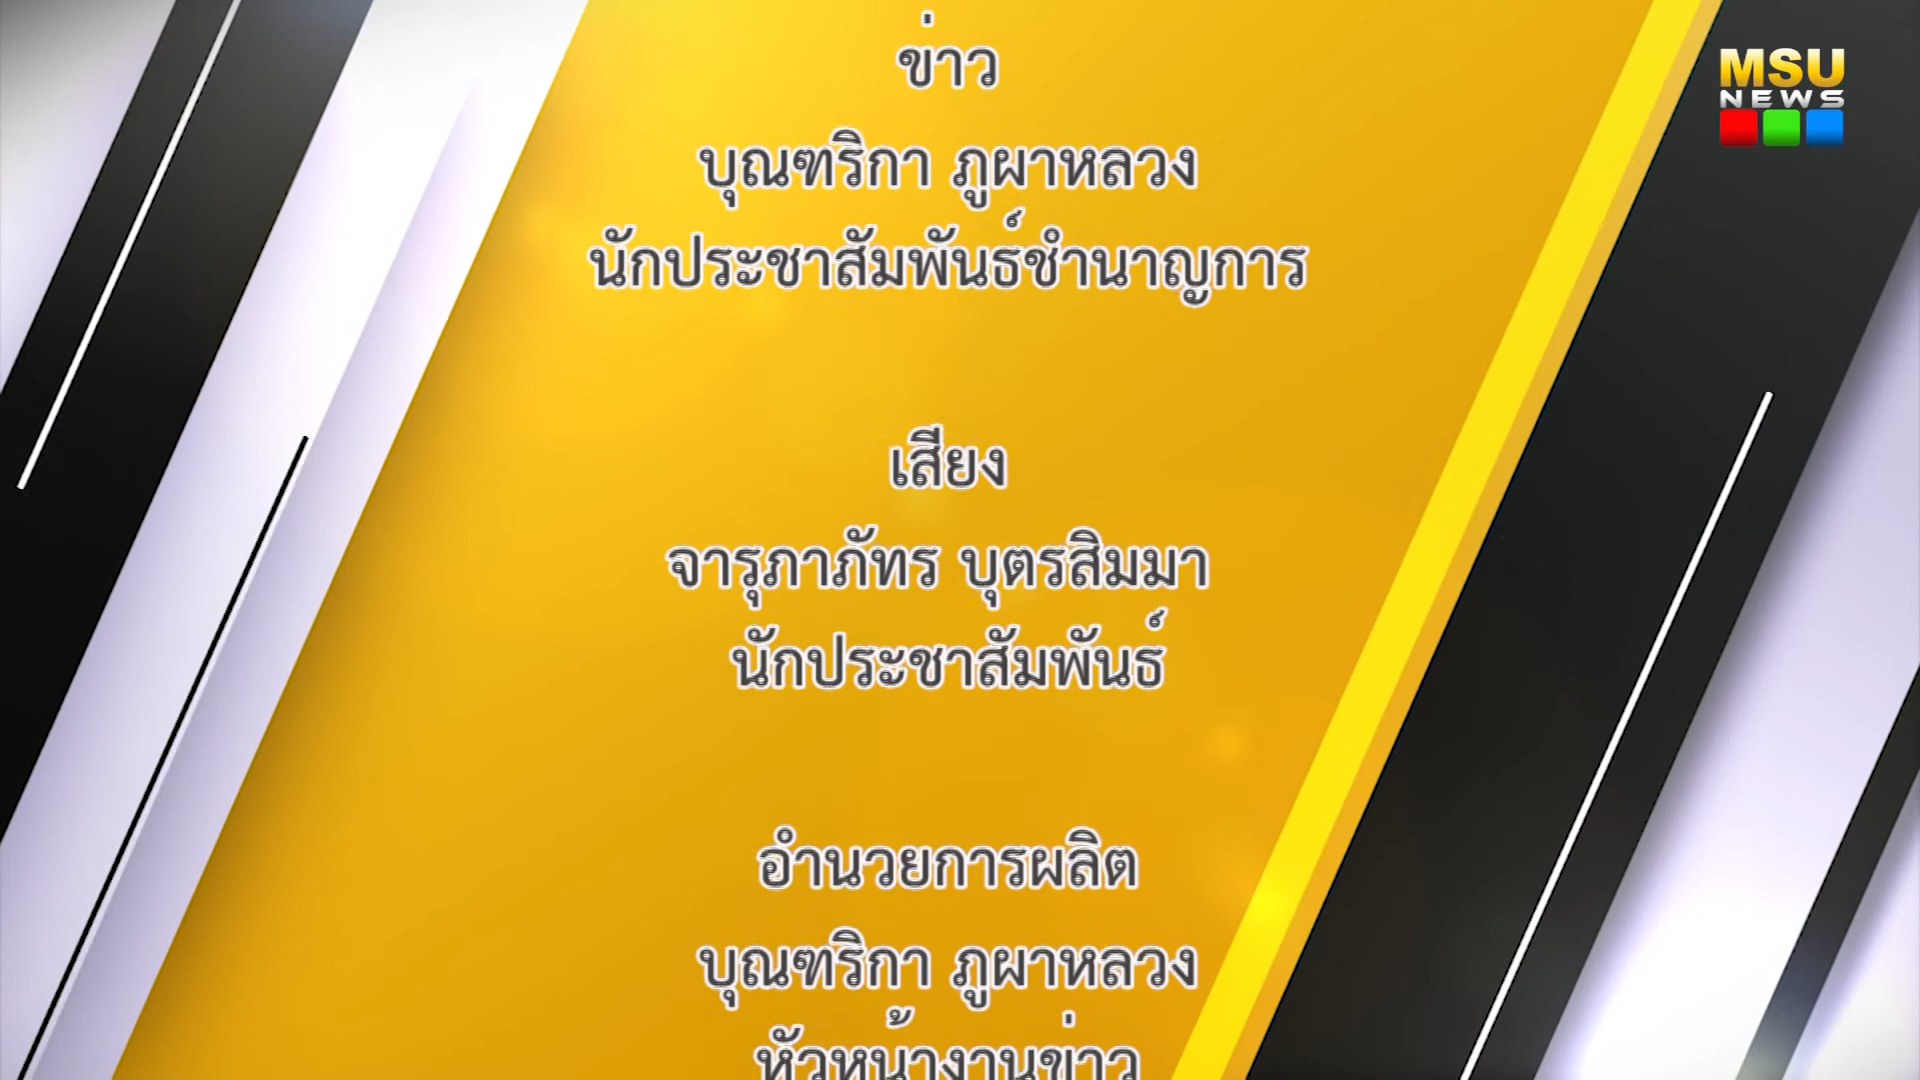 ข่าว
บุณฑริกา ภูผาหลวง
นักประชาสัมพันธ์ชำนาญการ
เสียง
จารุภาภัทร บุตรสิมมา
นักประชาสัมพันธ์
อำนวยการผลิต
บุณฑริกา ภูผาหลวง
หัวหน้างานข่าว
MSU
NEWS